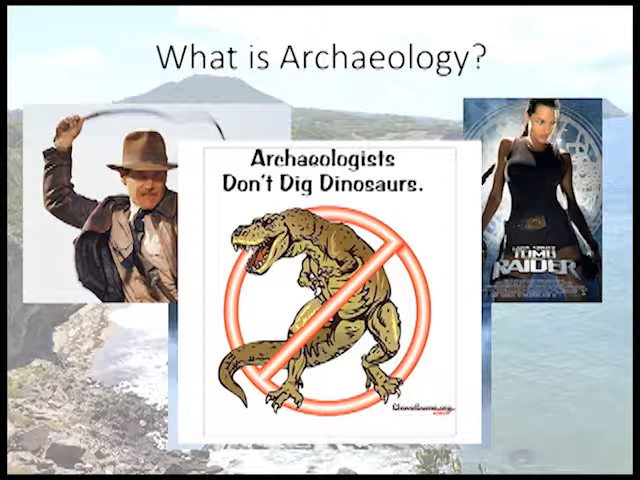 What is Archaeology?
Archaeologists
Don't Dig Dinosaurs.
TOMB
RAIDER